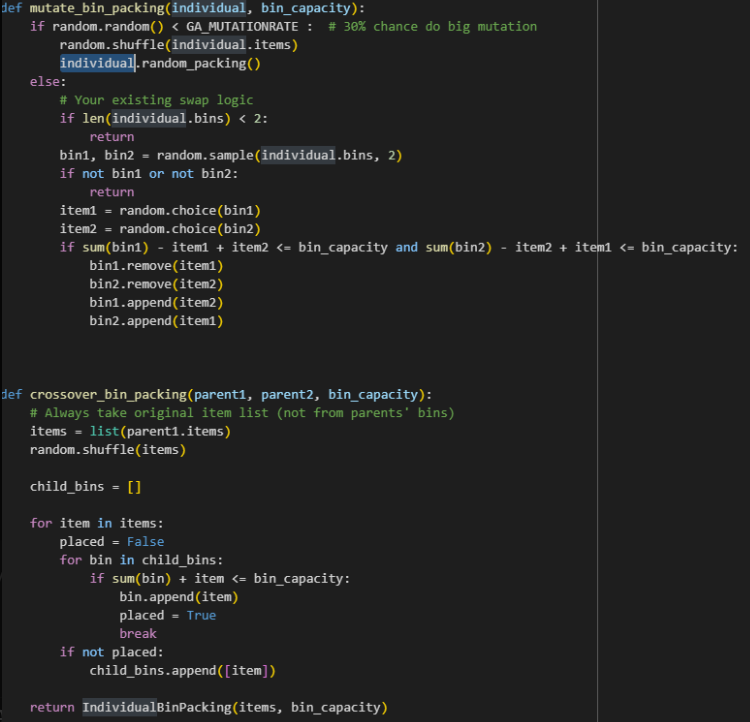 def mutate_bin_packing(individual, bin_capacity):
    if random.random() < GA_MUTATIONRATE :  # 30% chance do big mutation
        random.shuffle(individual.items)
        individual.random_packing()
    else:
        # Your existing swap logic
        if len(individual.bins) < 2:
            return
        bin1, bin2 = random.sample(individual.bins, 2)
        if not bin1 or not bin2:
            return
        item1 = random.choice(bin1)
        item2 = random.choice(bin2)
        if sum(bin1) - item1 + item2 <= bin_capacity and sum(bin2) - item2 + item1 <= bin_capacity:
            bin1.remove(item1)
            bin2.remove(item2)
            bin1.append(item2)
            bin2.append(item1)
def crossover_bin_packing(parent1, parent2, bin_capacity):
    # Always take original item list (not from parents' bins)
    items = list(parent1.items)
    random.shuffle(items)
    child_bins = []
    for item in items:
        placed = False
        for bin in child_bins:
            if sum(bin) + item <= bin_capacity:
                bin.append(item)
                placed = True
                break
        if not placed:
            child_bins.append([item])
    return IndividualBinPacking(items, bin_capacity)